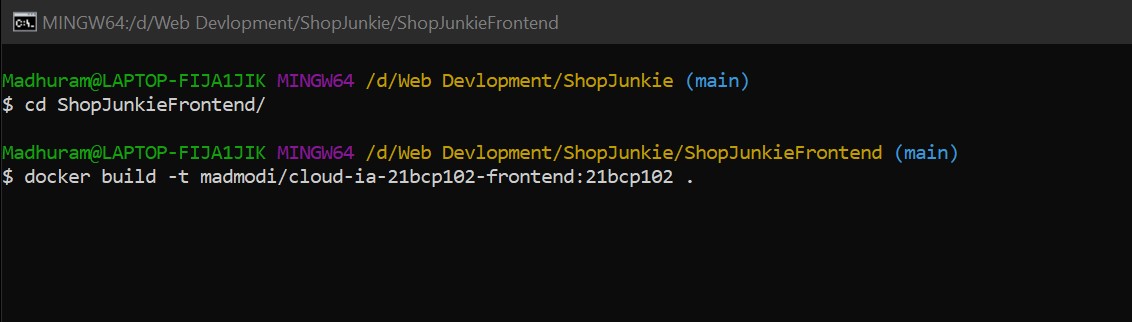 MINGW64:/d/Web Devlopment/ShopJunkie/ShopJunkieFrontend
Madhuram@LAPTOP-FIJA1JIK MINGW64 /d/Web Devlopment/ShopJunkie (main)
$ cd ShopJunkieFrontend/
Madhuram@LAPTOP-FIJA1JIK MINGW64 /d/Web Devlopment/ShopJunkie/ShopJunkieFrontend (main)
$ docker build -t madmodi/cloud-ia-21bcp102-frontend:21bcp102 .